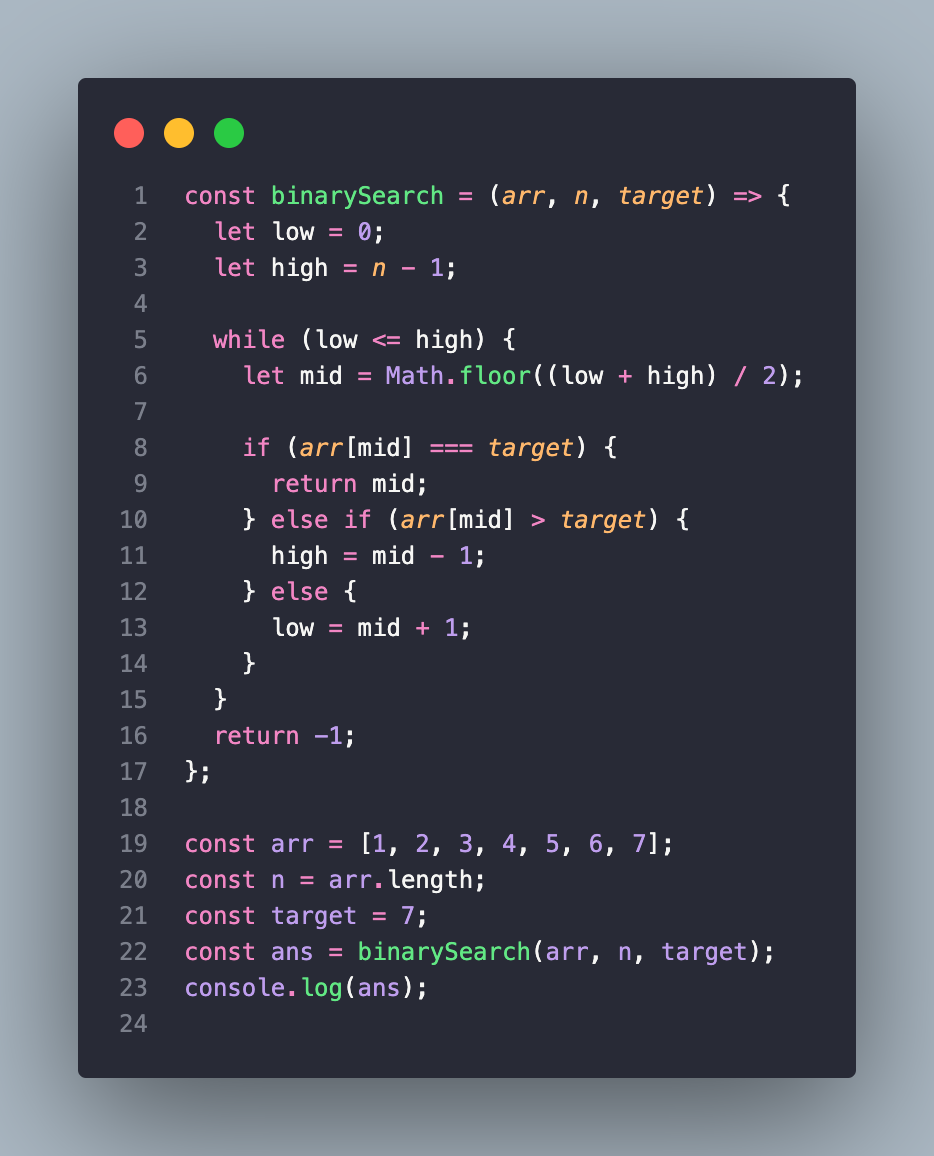 1 const binarySearch = (arr, n, target) => {
2   let low = 0;
3   let high = n - 1;
4
5   while (low <= high) {
6     let mid = Math.floor((low + high) / 2);
7
8     if (arr[mid] === target) {
9       return mid;
10     } else if (arr[mid] > target) {
11       high = mid - 1;
12     } else {
13       low = mid + 1;
14     }
15   }
16   return -1;
17 };
18
19 const arr = [1, 2, 3, 4, 5, 6, 7];
20 const n = arr.length;
21 const target = 7;
22 const ans = binarySearch(arr, n, target);
23 console.log(ans);
24